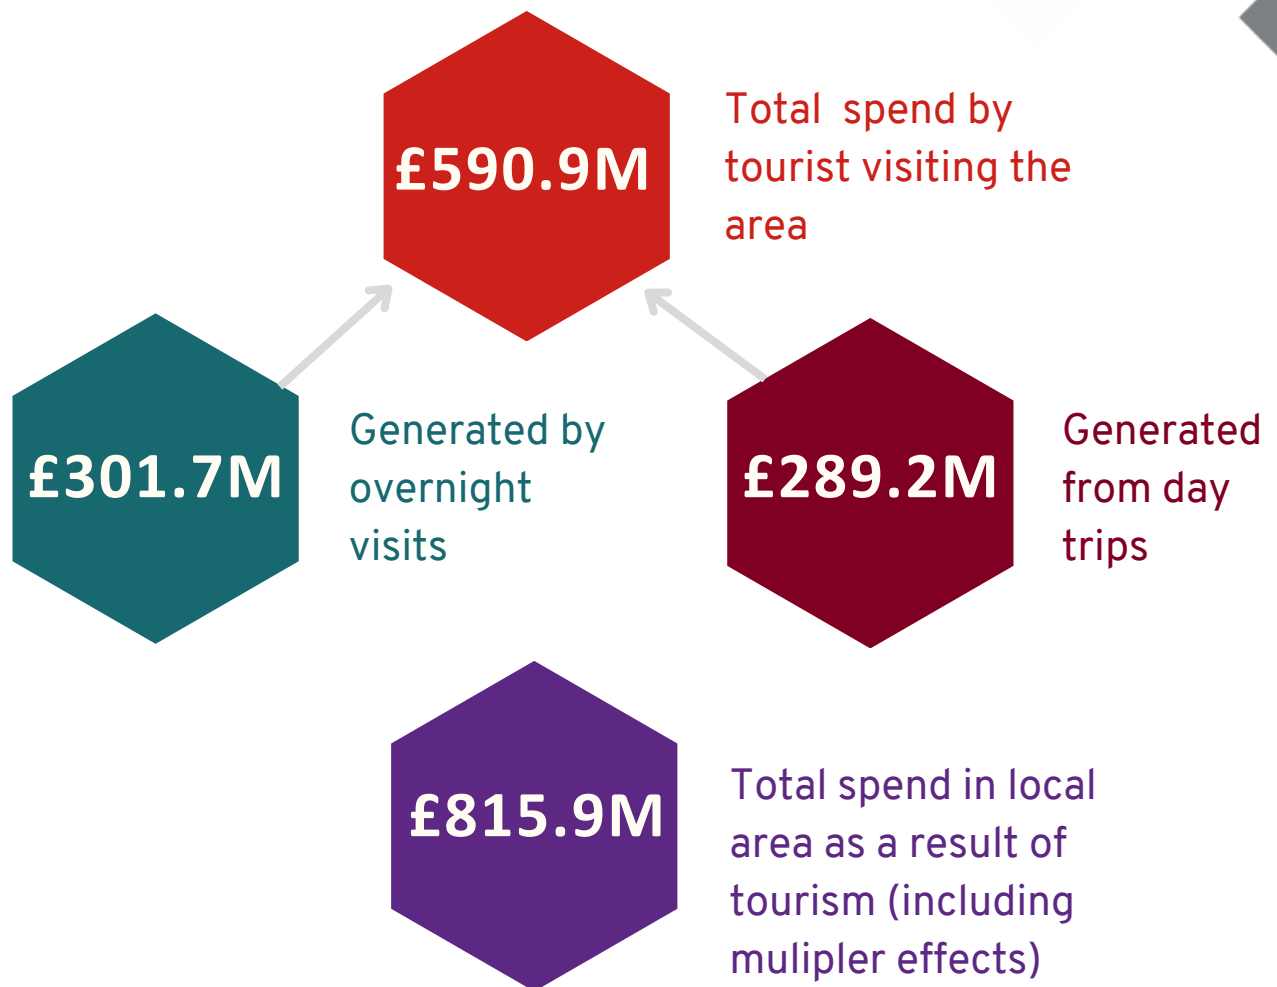 £590.9M
Total  spend by
tourist visiting the
area
£301.7M
Generated by
overnight
visits
£289.2M
Generated
from day
trips
£815.9M
Total spend in local
area as a result of
tourism (including
mulipler effects)